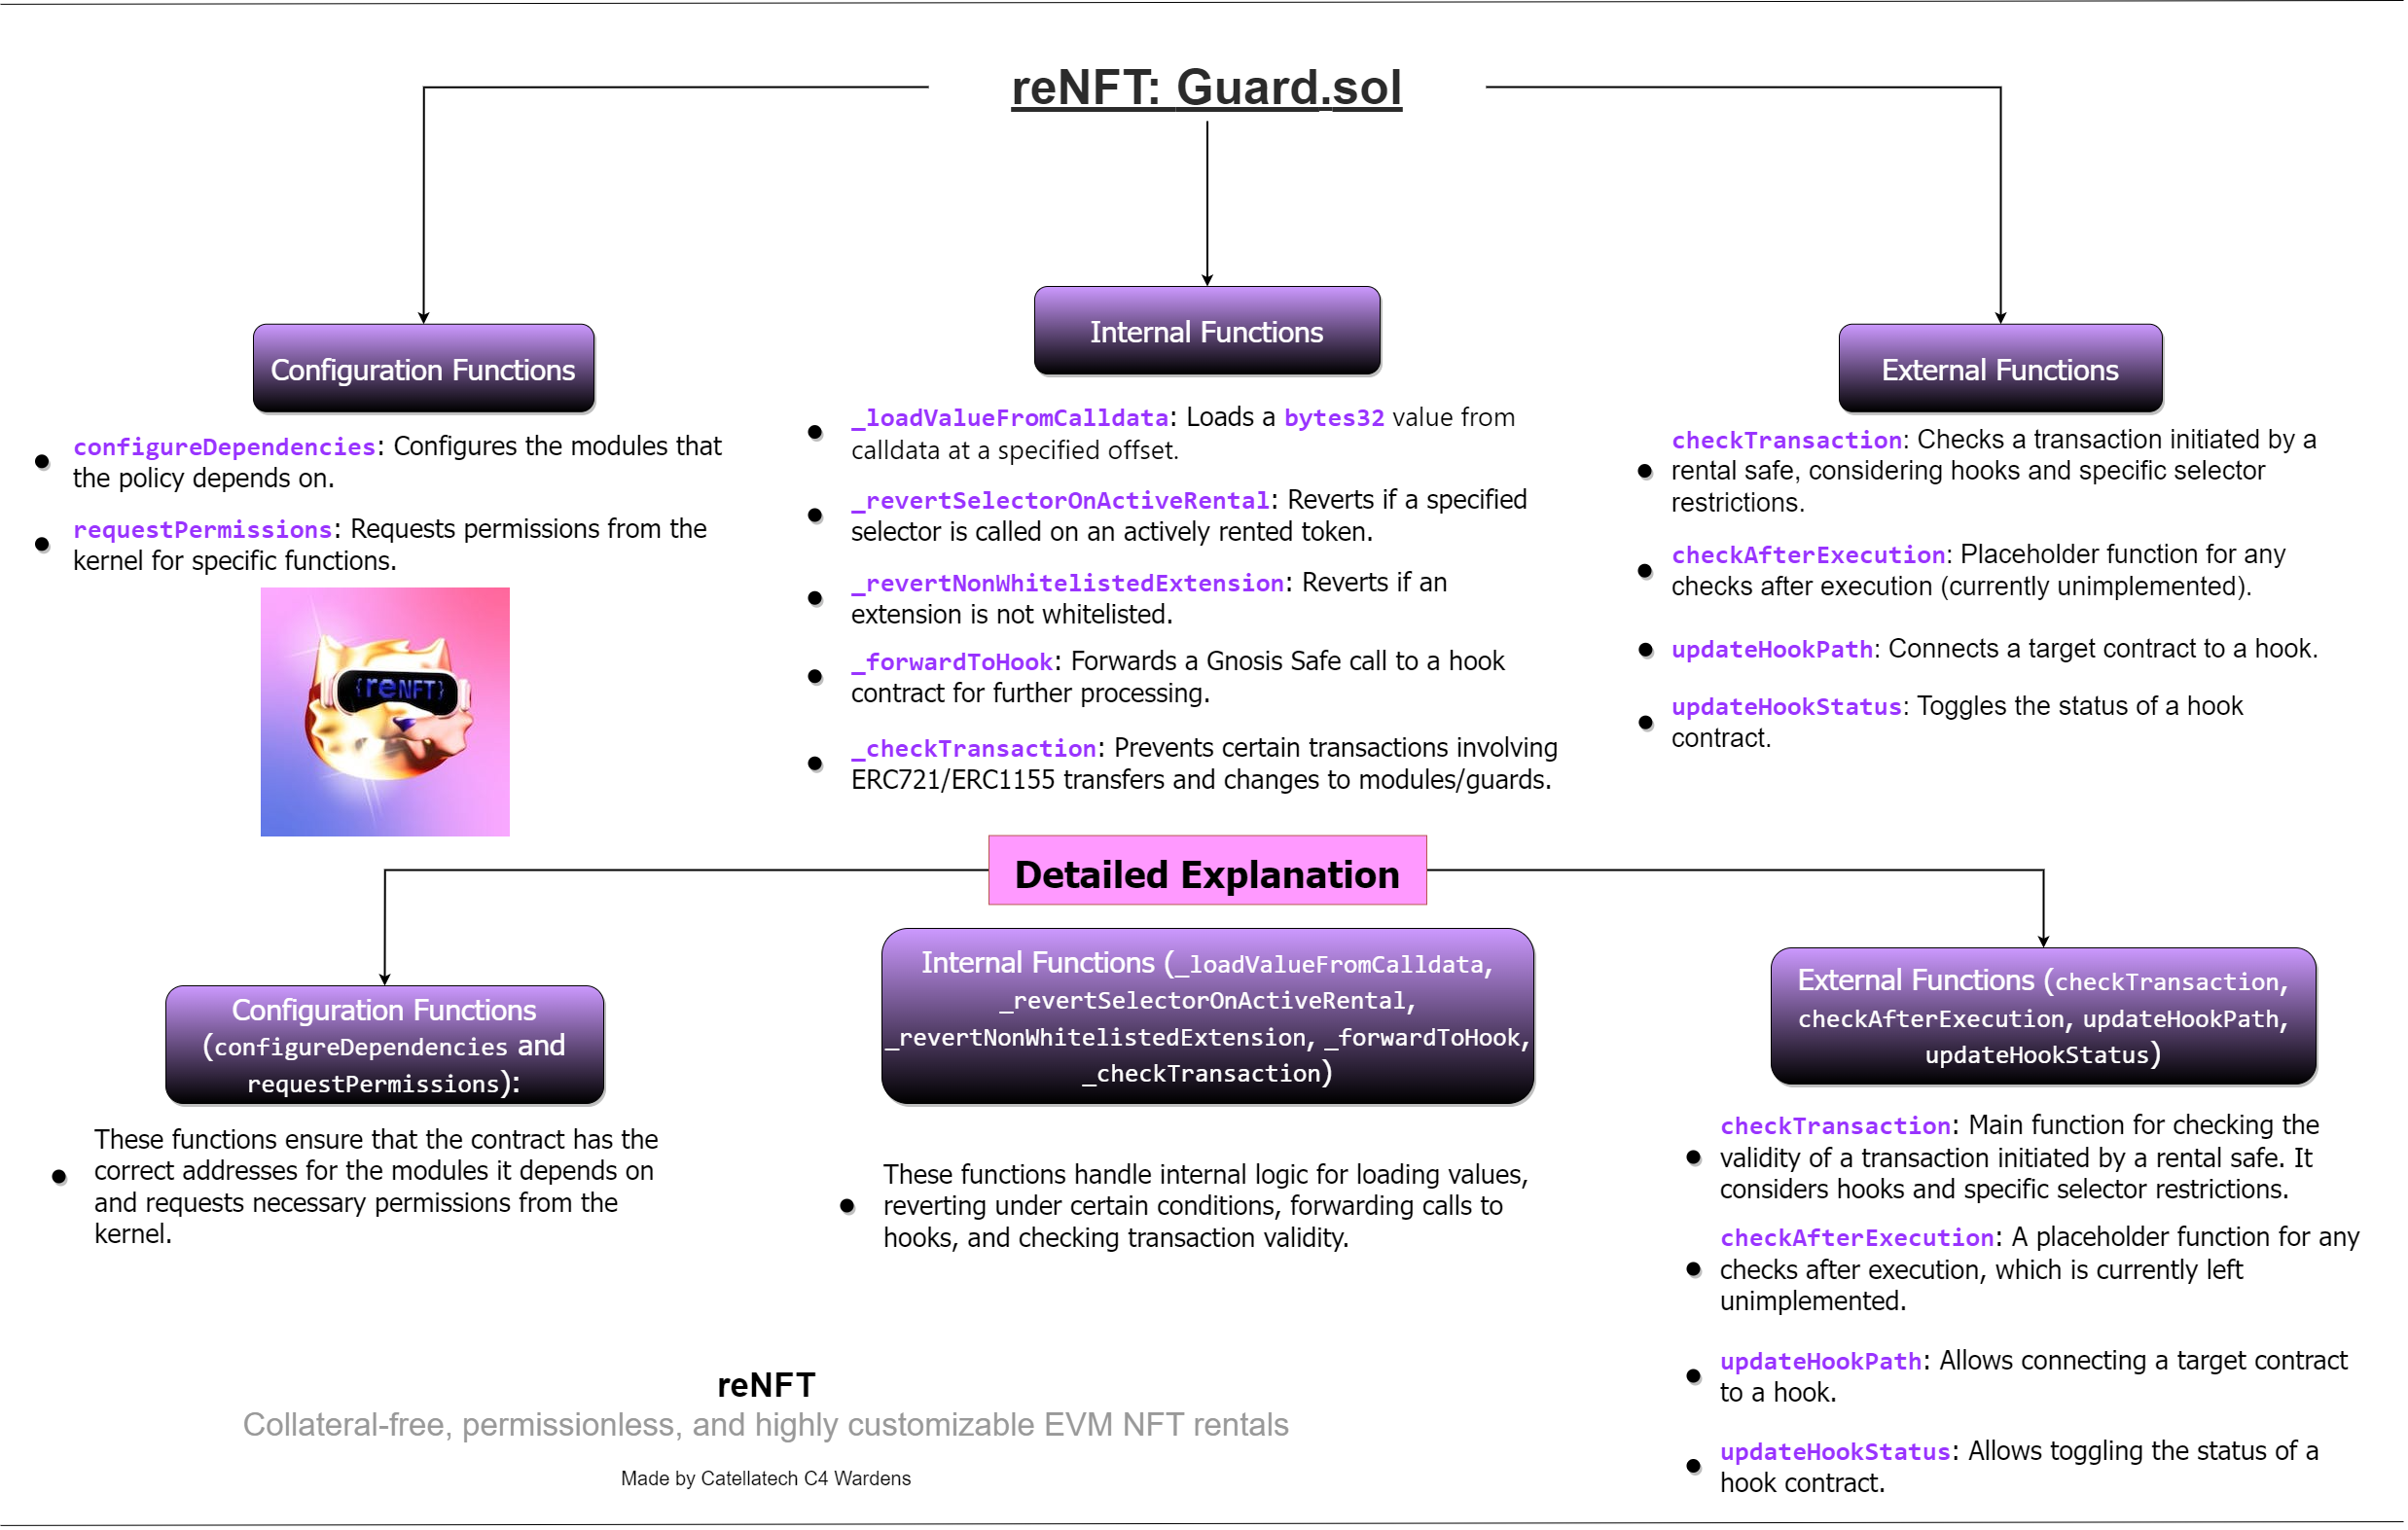 reNFT: Guard.sol
Configuration Functions
configureDependencies: Configures the modules that
the policy depends on.
requestPermissions: Requests permissions from the
kernel for specific functions.
{reNFT}
Internal Functions
_loadValueFromCalldata: Loads a bytes32 value from
calldata at a specified offset.
_revertSelectorOnActiveRental: Reverts if a specified
selector is called on an actively rented token.
_revertNonWhitelistedExtension: Reverts if an
extension is not whitelisted.
_forwardToHook: Forwards a Gnosis Safe call to a hook
contract for further processing.
_checkTransaction: Prevents certain transactions involving
ERC721/ERC1155 transfers and changes to modules/guards.
External Functions
checkTransaction: Checks a transaction initiated by a
rental safe, considering hooks and specific selector
restrictions.
checkAfterExecution: Placeholder function for any
checks after execution (currently unimplemented).
updateHookPath: Connects a target contract to a hook.
updateHookStatus: Toggles the status of a hook
contract.
Detailed Explanation
Configuration Functions
(configureDependencies and
requestPermissions):
These functions ensure that the contract has the
correct addresses for the modules it depends on
and requests necessary permissions from the
kernel.
Internal Functions (_loadValueFromCalldata,
_revertSelectorOnActiveRental,
_revertNonWhitelistedExtension, _forwardToHook,
_checkTransaction)
These functions handle internal logic for loading values,
reverting under certain conditions, forwarding calls to
hooks, and checking transaction validity.
External Functions (checkTransaction,
checkAfterExecution, updateHookPath,
updateHookStatus)
checkTransaction: Main function for checking the
validity of a transaction initiated by a rental safe. It
considers hooks and specific selector restrictions.
checkAfterExecution: A placeholder function for any
checks after execution, which is currently left
unimplemented.
updateHookPath: Allows connecting a target contract
to a hook.
updateHookStatus: Allows toggling the status of a
hook contract.
reNFT
Collateral-free, permissionless, and highly customizable EVM NFT rentals
Made by Catellatech C4 Wardens